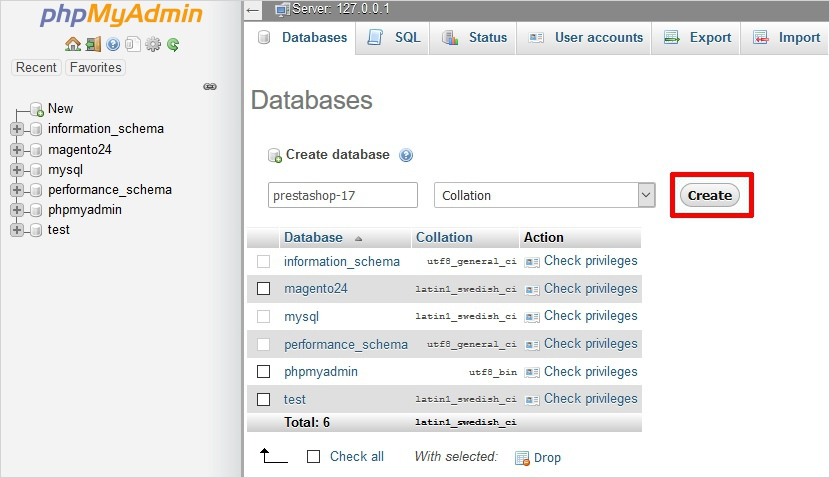 phpMyAdmin
Recent Favorites
New
information_schema
magento24
mysql
performance_schema
phpmyadmin
test
Server: 127.0.0.1
Databases SQL Status User accounts Export Import
Databases
Create database
prestashop-17 Collation Create
Database Collation Action
information_schema utf8_general_ci Check privileges
magento24 latin1_swedish_ci Check privileges
mysql latin1_swedish_ci Check privileges
performance_schema utf8_general_ci Check privileges
phpmyadmin utf8_bin Check privileges
test latin1_swedish_ci Check privileges
Total: 6 latin1_swedish_ci
Check all With selected: Drop